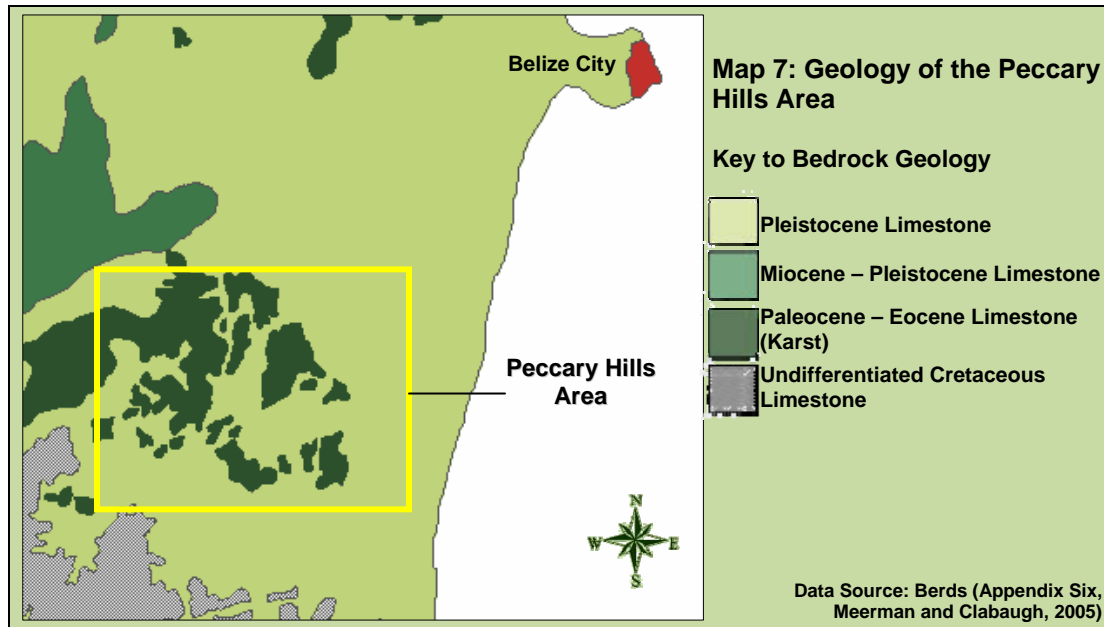 Belize City
Peccary Hills
Area
N
W
E
S
Map 7: Geology of the Peccary
Hills Area
Key to Bedrock Geology
Pleistocene Limestone
Miocene – Pleistocene Limestone
Paleocene – Eocene Limestone
(Karst)
Undifferentiated Cretaceous
Limestone
Data Source: Berds (Appendix Six,
Meerman and Clabaugh, 2005)